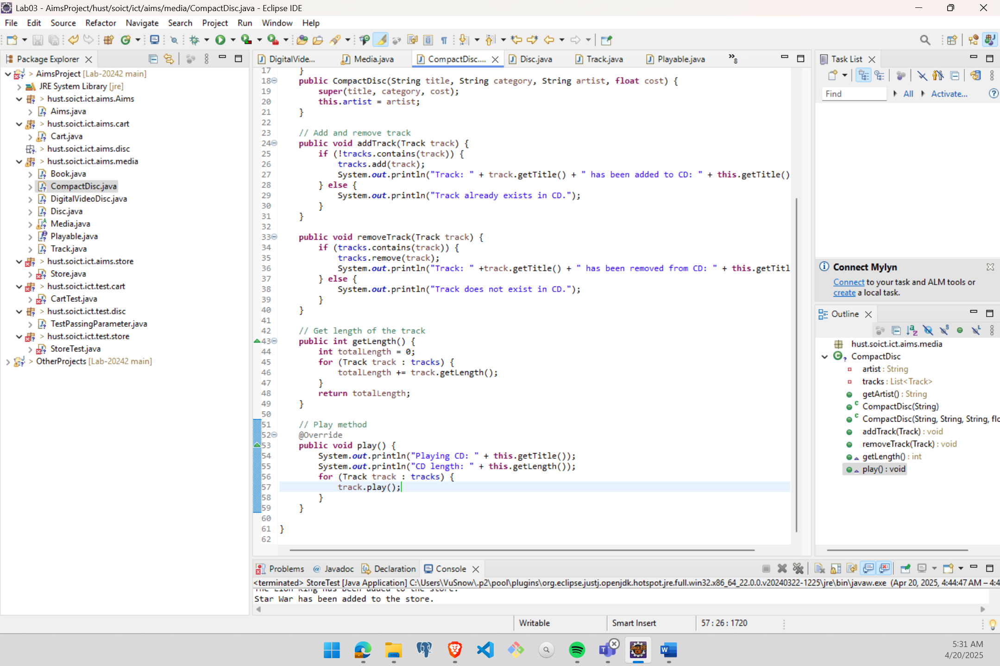 Lab03 - AimsProject/hust/soict/ict/aims/media/CompactDisc.java - Eclipse IDE
File Edit Source Refactor Navigate Search Project Run Window Help
Package Explorer
> AimsProject [Lab-20242 main]
JRE System Library [jre]
> hust.soict.ict.aims.Aims
Aims.java
> hust.soict.ict.aims.cart
Cart.java
> hust.soict.ict.aims.disc
> hust.soict.ict.aims.media
Book.java
CompactDisc.java
DigitalVideoDisc.java
Disc.java
Media.java
Playable.java
Track.java
> hust.soict.ict.aims.store
Store.java
> hust.soict.ict.test.cart
CartTest.java
> hust.soict.ict.test.disc
TestPassingParameter.java
> hust.soict.ict.test.store
StoreTest.java
> OtherProjects [Lab-20242 main]
DigitalVide... Media.java CompactDisc.... Disc.java Track.java Playable.java »8
17 }
18 public CompactDisc(String title, String category, String artist, float cost) {
19 super(title, category, cost);
20 this.artist = artist;
21 }
22
23 // Add and remove track
24 public void addTrack(Track track) {
25 if (!tracks.contains(track)) {
26 tracks.add(track);
27 System.out.println("Track: " + track.getTitle() + " has been added to CD: " + this.getTitle()
28 } else {
29 System.out.println("Track already exists in CD.");
30 }
31 }
32
33 public void removeTrack(Track track) {
34 if (tracks.contains(track)) {
35 tracks.remove(track);
36 System.out.println("Track: " +track.getTitle() + " has been removed from CD: " + this.getTitl
37 } else {
38 System.out.println("Track does not exist in CD.");
39 }
40 }
41
42 // Get length of the track
43 public int getLength() {
44 int totalLength = 0;
45 for (Track track : tracks) {
46 totalLength += track.getLength();
47 }
48 return totalLength;
49 }
50
51 // Play method
52 @Override
53 public void play() {
54 System.out.println("Playing CD: " + this.getTitle());
55 System.out.println("CD length: " + this.getLength());
56 for (Track track : tracks) {
57 track.play();
58 }
59 }
60
61 }
62
Task List
Find All Activate...
Connect Mylyn
Connect to your task and ALM tools or
create a local task.
Outline
hust.soict.ict.aims.media
CompactDisc
artist : String
tracks : List<Track>
getArtist() : String
CompactDisc(String)
CompactDisc(String, String, String, flo
addTrack(Track) : void
removeTrack(Track) : void
getLength() : int
play() : void
Problems Javadoc Declaration Console
<terminated> StoreTest [Java Application] C:\Users\VuSnow\.p2\pool\plugins\org.eclipse.justj.openjdk.hotspot.jre.full.win32.x86_64_22.0.0.v20240322-1225\jre\bin\javaw.exe (Apr 20, 2025, 4:44:47 AM – 4:4
The Lion King has been added to the store.
Star War has been added to the store.
Writable Smart Insert 57 : 26 : 1720
5:31 AM
4/20/2025